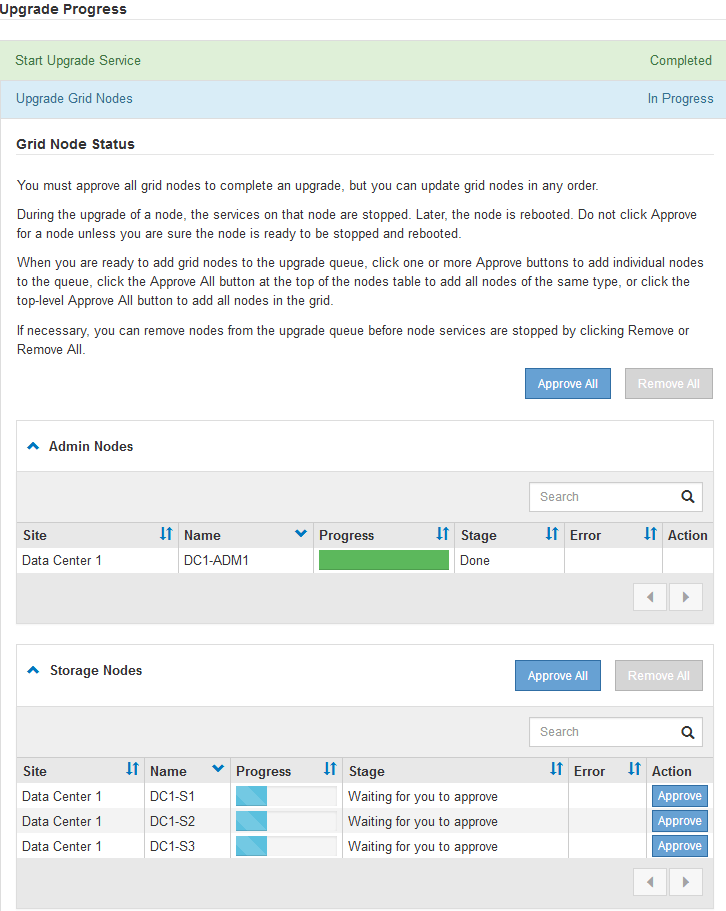 Upgrade Progress
Start Upgrade Service Completed
Upgrade Grid Nodes In Progress
Grid Node Status
You must approve all grid nodes to complete an upgrade, but you can update grid nodes in any order.
During the upgrade of a node, the services on that node are stopped. Later, the node is rebooted. Do not click Approve
for a node unless you are sure the node is ready to be stopped and rebooted.
When you are ready to add grid nodes to the upgrade queue, click one or more Approve buttons to add individual nodes
to the queue, click the Approve All button at the top of the nodes table to add all nodes of the same type, or click the
top-level Approve All button to add all nodes in the grid.
If necessary, you can remove nodes from the upgrade queue before node services are stopped by clicking Remove or
Remove All.
Approve All Remove All
Admin Nodes
Search
Site Name Progress Stage Error Action
Data Center 1 DC1-ADM1 Done
Storage Nodes Approve All Remove All
Search
Site Name Progress Stage Error Action
Data Center 1 DC1-S1 Waiting for you to approve Approve
Data Center 1 DC1-S2 Waiting for you to approve Approve
Data Center 1 DC1-S3 Waiting for you to approve Approve